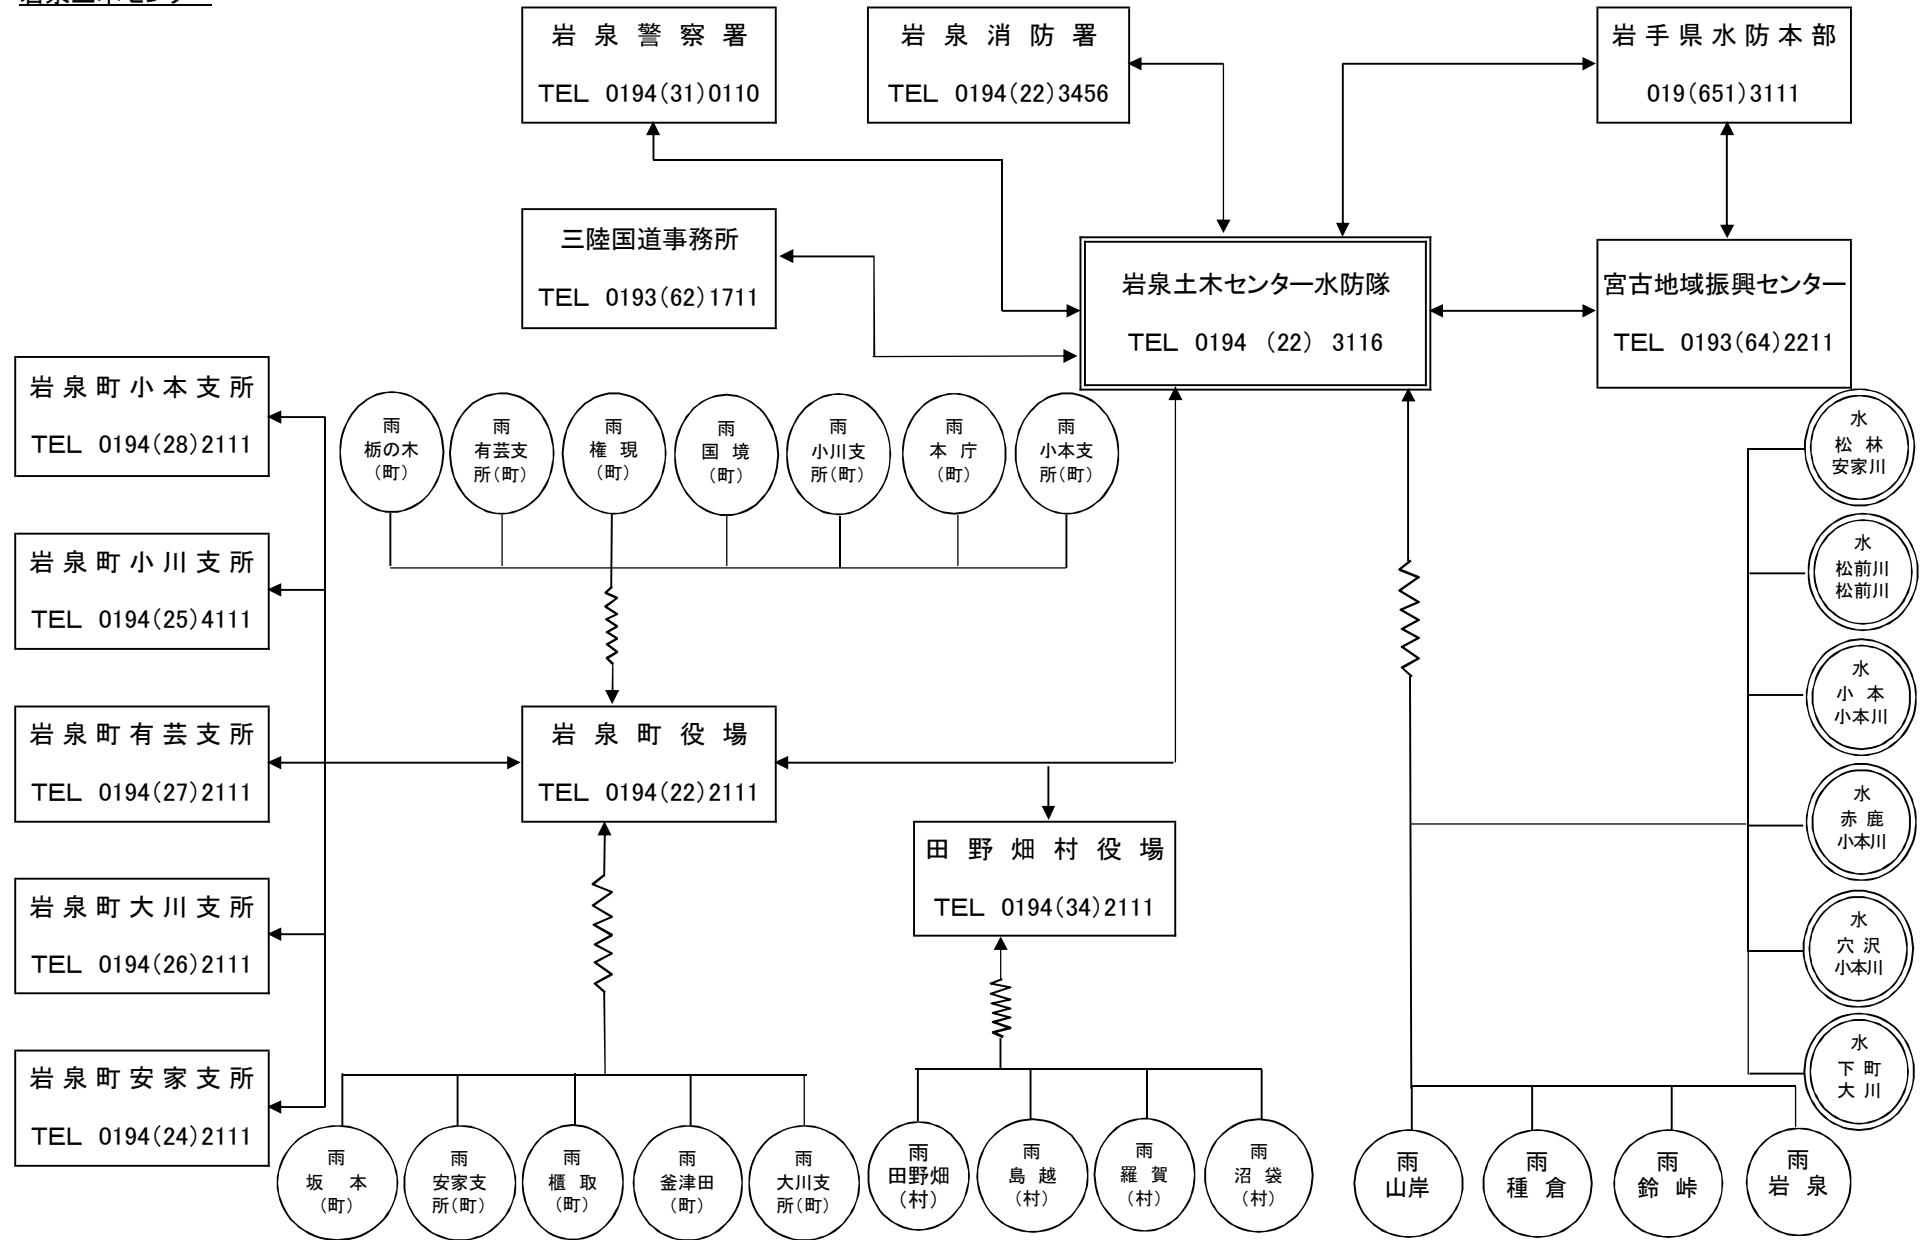 岩泉土木センター
岩泉警察署
TEL 0194(31)0110
岩泉消防署
TEL 0194(22)3456
岩手県水防本部
019(651)3111
三陸国道事務所
TEL 0193(62)1711
岩泉土木センター水防隊
TEL 0194 (22) 3116
宮古地域振興センター
TEL 0193(64)2211
岩泉町小本支所
TEL 0194(28)2111
岩泉町小川支所
TEL 0194(25)4111
岩泉町有芸支所
TEL 0194(27)2111
岩泉町大川支所
TEL 0194(26)2111
岩泉町安家支所
TEL 0194(24)2111
雨
栃の木
(町)
雨
有芸支
所(町)
雨
権現
(町)
雨
国境
(町)
雨
小川支
所(町)
雨
本庁
(町)
雨
小本支
所(町)
岩泉町役場
TEL 0194(22)2111
田野畑村役場
TEL 0194(34)2111
水
松林
安家川
水
松前川
松前川
水
小本
小本川
水
赤鹿
小本川
水
穴沢
小本川
水
下町
大川
雨
坂本
(町)
雨
安家支
所(町)
雨
櫃取
(町)
雨
釜津田
(町)
雨
大川支
所(町)
雨
田野畑
(村)
雨
島越
(村)
雨
羅賀
(村)
雨
沼袋
(村)
雨
山岸
雨
種倉
雨
鈴峠
雨
岩泉